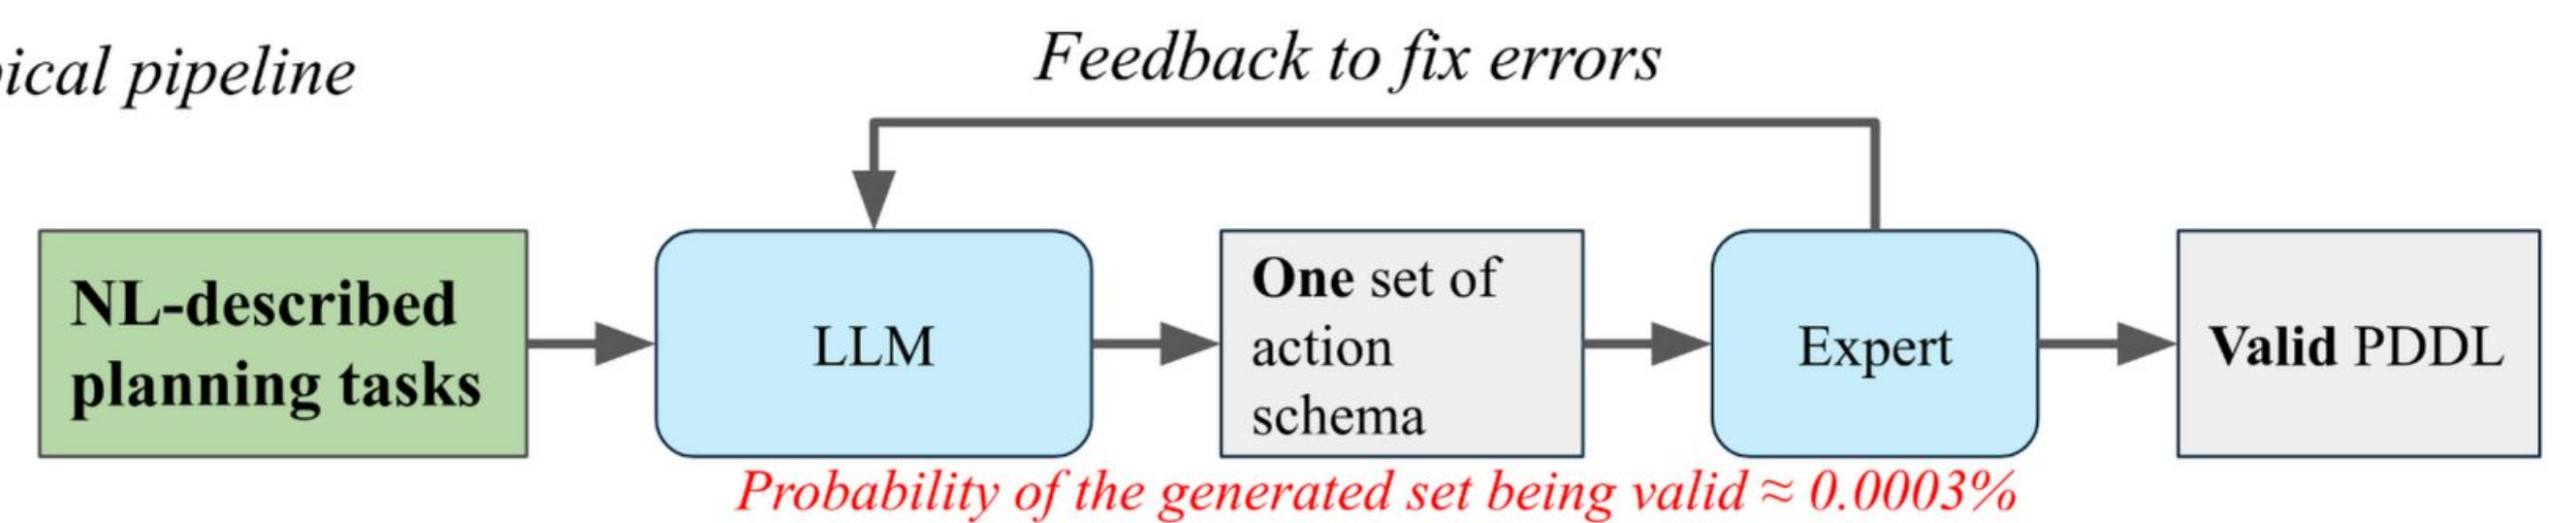 ical pipeline
Feedback to fix errors
NL-described
planning tasks
LLM
One set of
action
schema
Expert
Valid PDDL
Probability of the generated set being valid ≈ 0.0003%